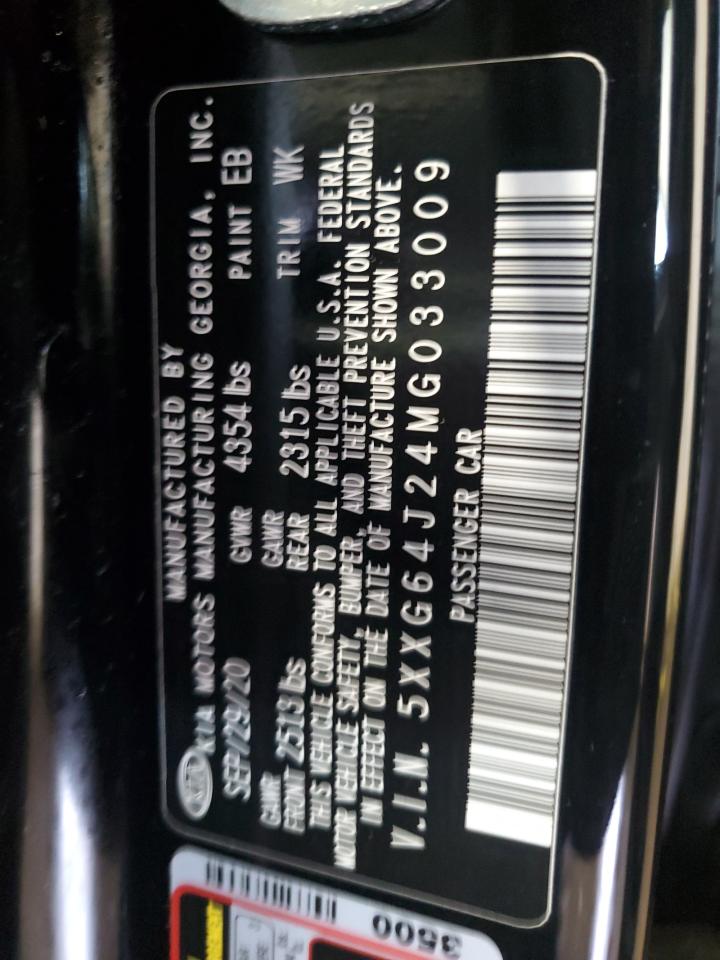 KIA
MANUFACTURED BY
KIA MOTORS MANUFACTURING GEORGIA, INC.
SEP/29/20 GVWR 4354 lbs PAINT EB
GAWR FRONT 2513 lbs GAWR REAR 2315 lbs TRIM WK
THIS VEHICLE CONFORMS TO ALL APPLICABLE U.S.A. FEDERAL
MOTOR VEHICLE SAFETY, BUMPER, AND THEFT PREVENTION STANDARDS
IN EFFECT ON THE DATE OF MANUFACTURE SHOWN ABOVE.
V.I.N. 5XXG64J24MG033009
PASSENGER CAR
3500